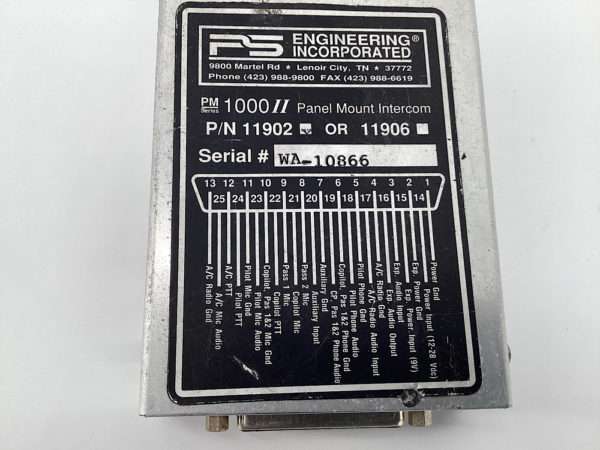 PS ENGINEERING®
INCORPORATED
9800 Martel Rd ★ Lenoir City, TN ★ 37772
Phone (423) 988-9800 FAX (423) 988-6619
PM Series 1000 II Panel Mount Intercom
P/N 11902 OR 11906
Serial # WA-10866
13 12 11 10 9 8 7 6 5 4 3 2 1
25 24 23 22 21 20 19 18 17 16 15 14
A/C Radio Gnd
A/C Mic Audio
A/C PTT
Pilot PTT
Pilot Mic Gnd
Pilot Mic Audio
Copilot, Pas 1&2 Mic Gnd
Copilot PTT
Pass 1 Mic
Copilot Mic
Pass 2 Mic
Auxiliary Input
Auxiliary Gnd
CP, Pas 1&2 Phone Audio
Copilot, Pas 1&2 Phone Gnd
Pilot Phone Audio
Pilot Phone Gnd
A/C Radio Audio Input
A/C Radio Gnd
Exp. Audio Output
Exp. Audio Input
Exp. Power Input (9V)
Exp. Power Gnd
Power Input (12-28 Vdc)
Power Gnd